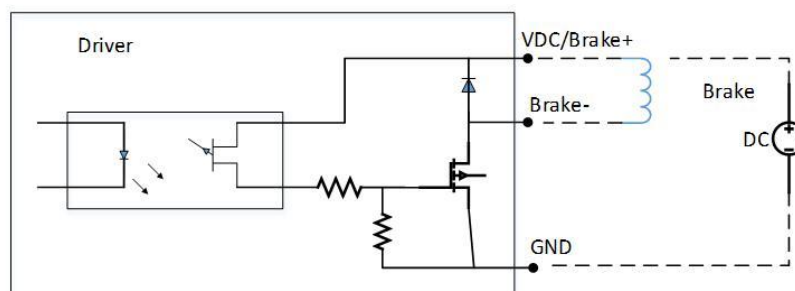 Driver
VDC/Brake+
Brake-
Brake
DC
GND